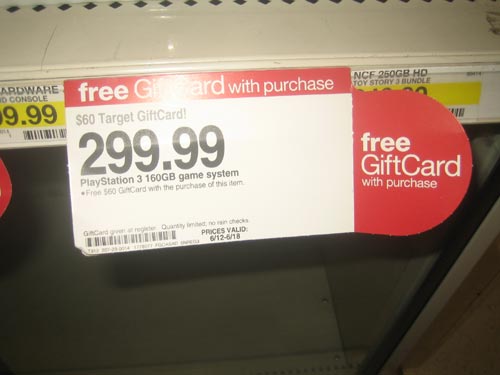 free GiftCard with purchase
$60 Target GiftCard!
299.99
PlayStation 3 160GB game system
•Free $60 GiftCard with the purchase of this item.
GiftCard given at register. Quantity limited; no rain checks.
PRICES VALID:
6/12-6/18
free
GiftCard
with purchase
ARDWARE
D CONSOLE
99.99
NCF 250GB HD
TOY STORY 3 BUNDLE